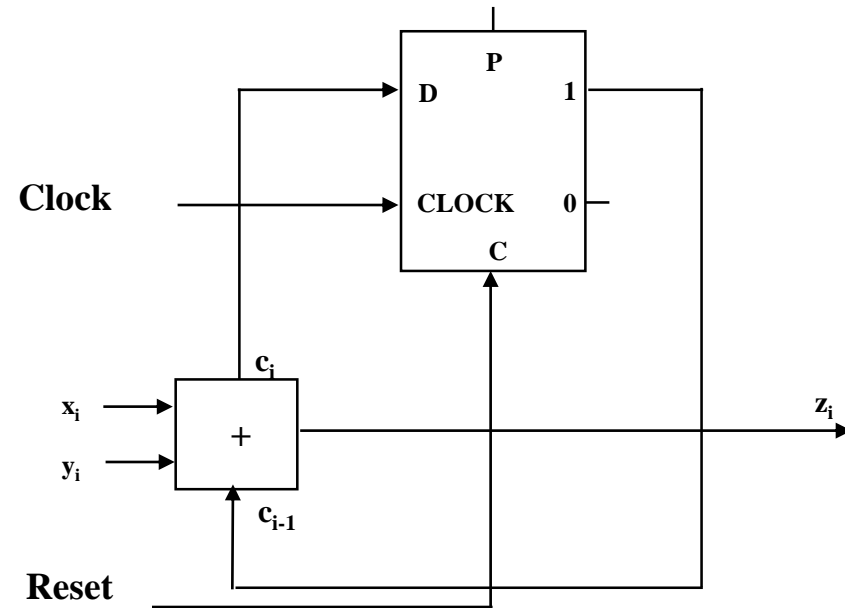 P
D 1
Clock
CLOCK 0
C
cᵢ
xᵢ
zᵢ
+
yᵢ
cᵢ₋₁
Reset